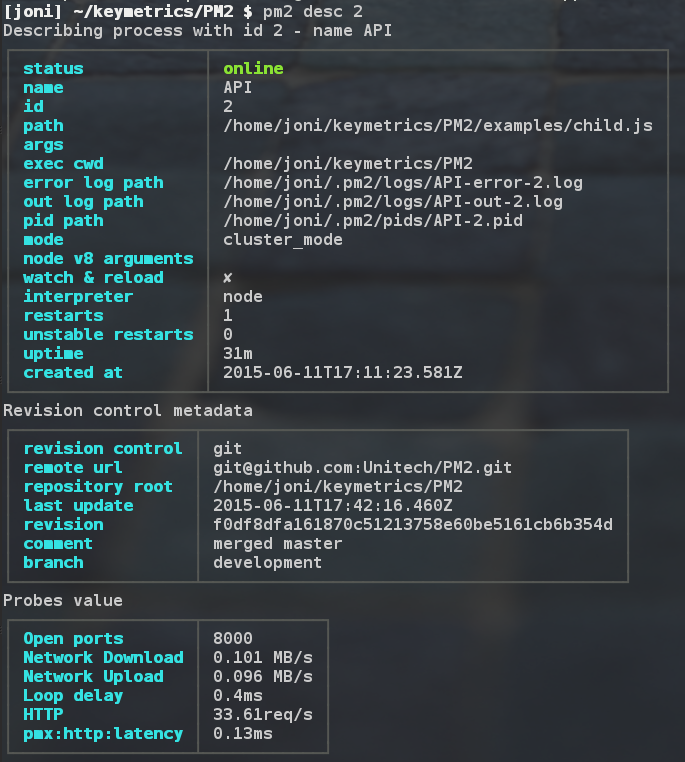 [joni] ~/keymetrics/PM2 $ pm2 desc 2
Describing process with id 2 - name API
status online
name API
id 2
path /home/joni/keymetrics/PM2/examples/child.js
args
exec cwd /home/joni/keymetrics/PM2
error log path /home/joni/.pm2/logs/API-error-2.log
out log path /home/joni/.pm2/logs/API-out-2.log
pid path /home/joni/.pm2/pids/API-2.pid
mode cluster_mode
node v8 arguments
watch & reload ✘
interpreter node
restarts 1
unstable restarts 0
uptime 31m
created at 2015-06-11T17:11:23.581Z
Revision control metadata
revision control git
remote url git@github.com:Unitech/PM2.git
repository root /home/joni/keymetrics/PM2
last update 2015-06-11T17:42:16.460Z
revision f0df8dfa161870c51213758e60be5161cb6b354d
comment merged master
branch development
Probes value
Open ports 8000
Network Download 0.101 MB/s
Network Upload 0.096 MB/s
Loop delay 0.4ms
HTTP 33.61req/s
pmx:http:latency 0.13ms